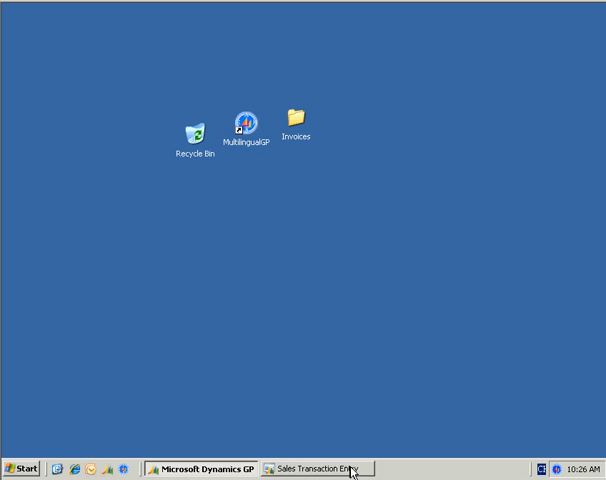 Recycle Bin
MultilingualGP
Invoices
Start
Microsoft Dynamics GP
Sales Transaction Entry
10:26 AM